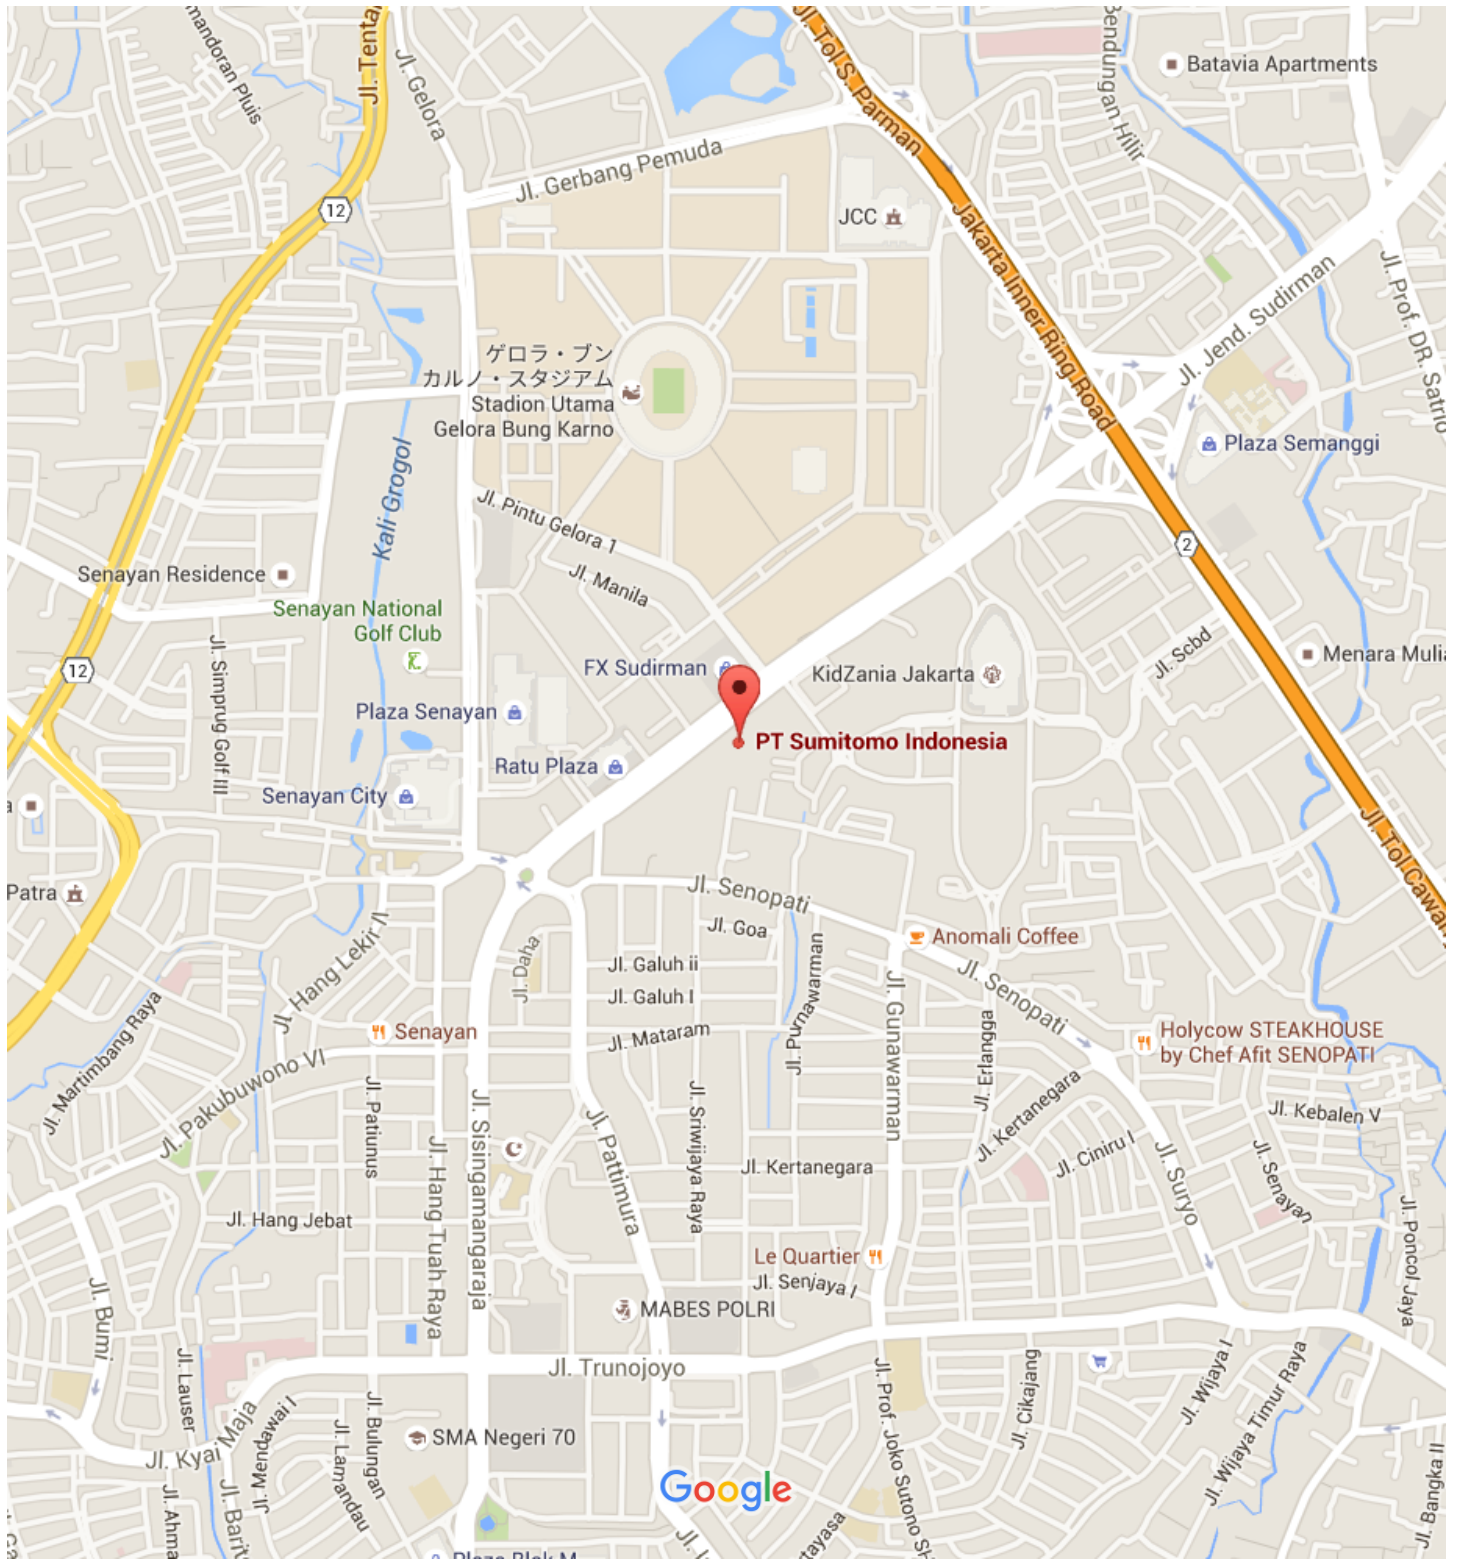 mandoran Pluis
Jl. Tentar
Jl. Gelora
Jl. Tol S. Parman
Bendungan Hilir
Batavia Apartments
Jl. Gerbang Pemuda
12
JCC
Jakarta Inner Ring Road
Jl. Jend. Sudirman
Jl. Prof. DR. Satrio
ゲロラ・ブン
カルノ・スタジアム
Stadion Utama
Gelora Bung Karno
Plaza Semanggi
Kali Grogol
Jl. Pintu Gelora 1
2
Senayan Residence
Jl. Manila
Senayan National
Golf Club
Jl. Simprug Golf III
12
FX Sudirman
KidZania Jakarta
Jl. Scbd
Menara Mulia
Plaza Senayan
PT Sumitomo Indonesia
Ratu Plaza
Senayan City
a
Jl. Tol Cawan
Patra
Jl. Senopati
Jl. Goa
Anomali Coffee
Jl. Hang Lekir II
Jl. Daha
Jl. Galuh ii
Jl. Galuh I
Jl. Purnawarman
Jl. Gunawarman
Jl. Senopati
Jl. Martimbang Raya
Senayan
Jl. Mataram
Jl. Erlangga
Holycow STEAKHOUSE
by Chef Afit SENOPATI
Jl. Pakubuwono VI
Jl. Patiunus
Jl. Sisingamangaraja
Jl. Pattimura
Jl. Sriwijaya Raya
Jl. Kertanegara
Jl. Kebalen V
Jl. Hang Tuah Raya
Jl. Kertanegara
Jl. Ciniru I
Jl. Suryo
Jl. Senayan
Jl. Hang Jebat
Jl. Poncol Jaya
Le Quartier
Jl. Senjaya I
Jl. Bumi
MABES POLRI
Jl. Trunojoyo
Jl. Lauser
Jl. Kyai Maja
Jl. Mendawai I
Jl. Lamandau
Jl. Bulungan
SMA Negeri 70
Jl. Prof. Joko Sutono SH
Jl. Cikajang
Jl. Wijaya I
Jl. Wijaya Timur Raya
Jl. Bangka II
Google
Jl. Ahma
Jl. Barit
tayasa
Plaza Blok M